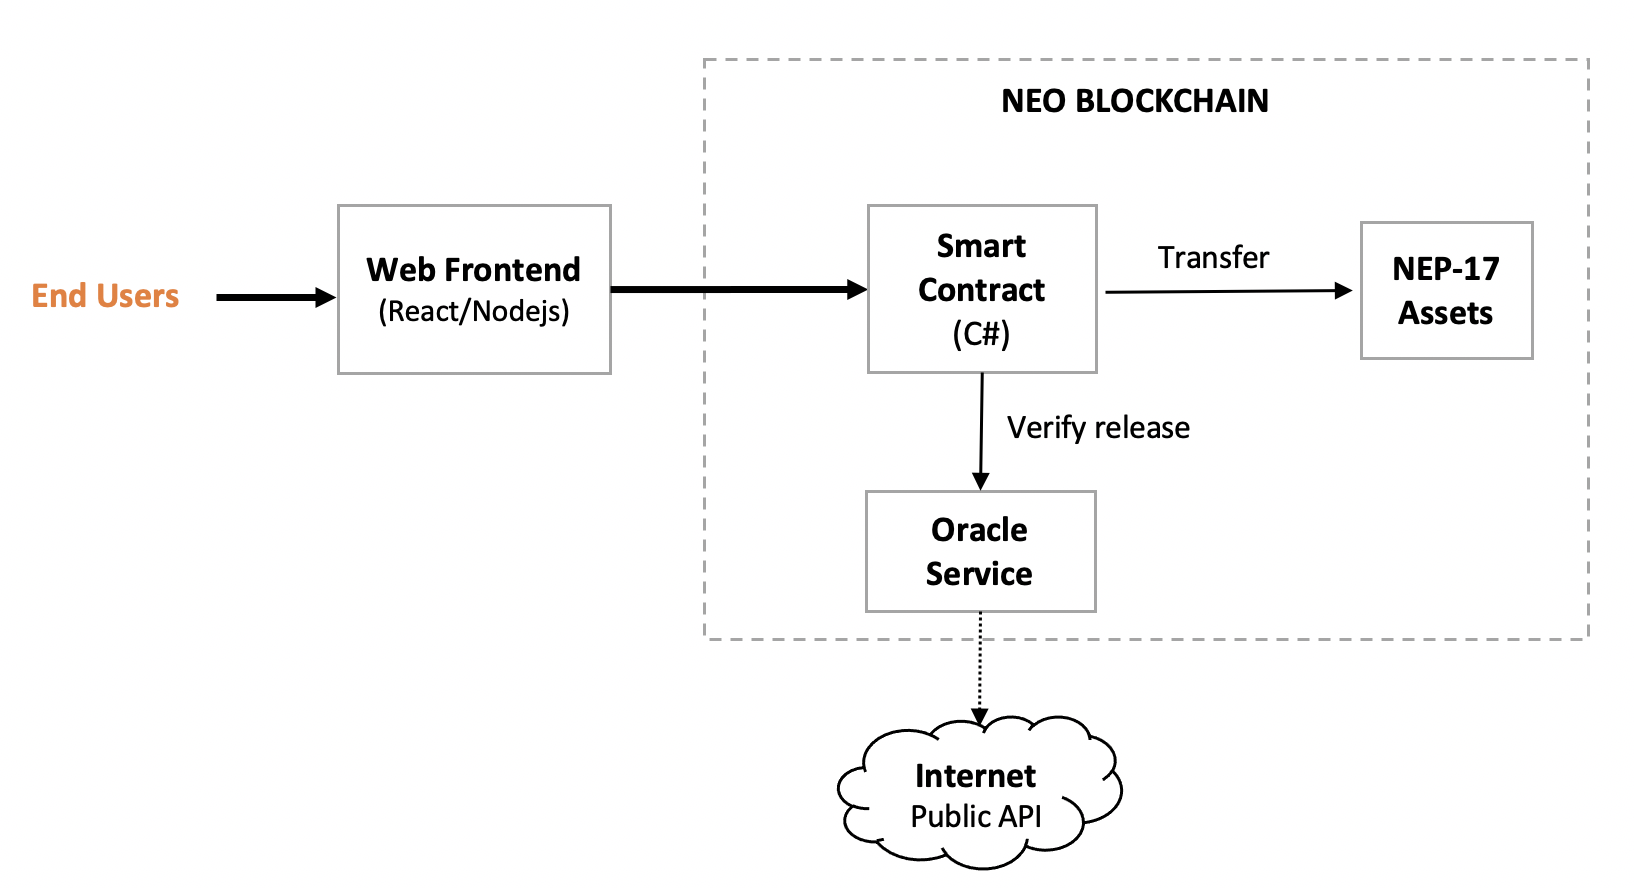 NEO BLOCKCHAIN
End Users
Web Frontend
(React/Nodejs)
Smart
Contract
(C#)
Transfer
NEP-17
Assets
Verify release
Oracle
Service
Internet
Public API